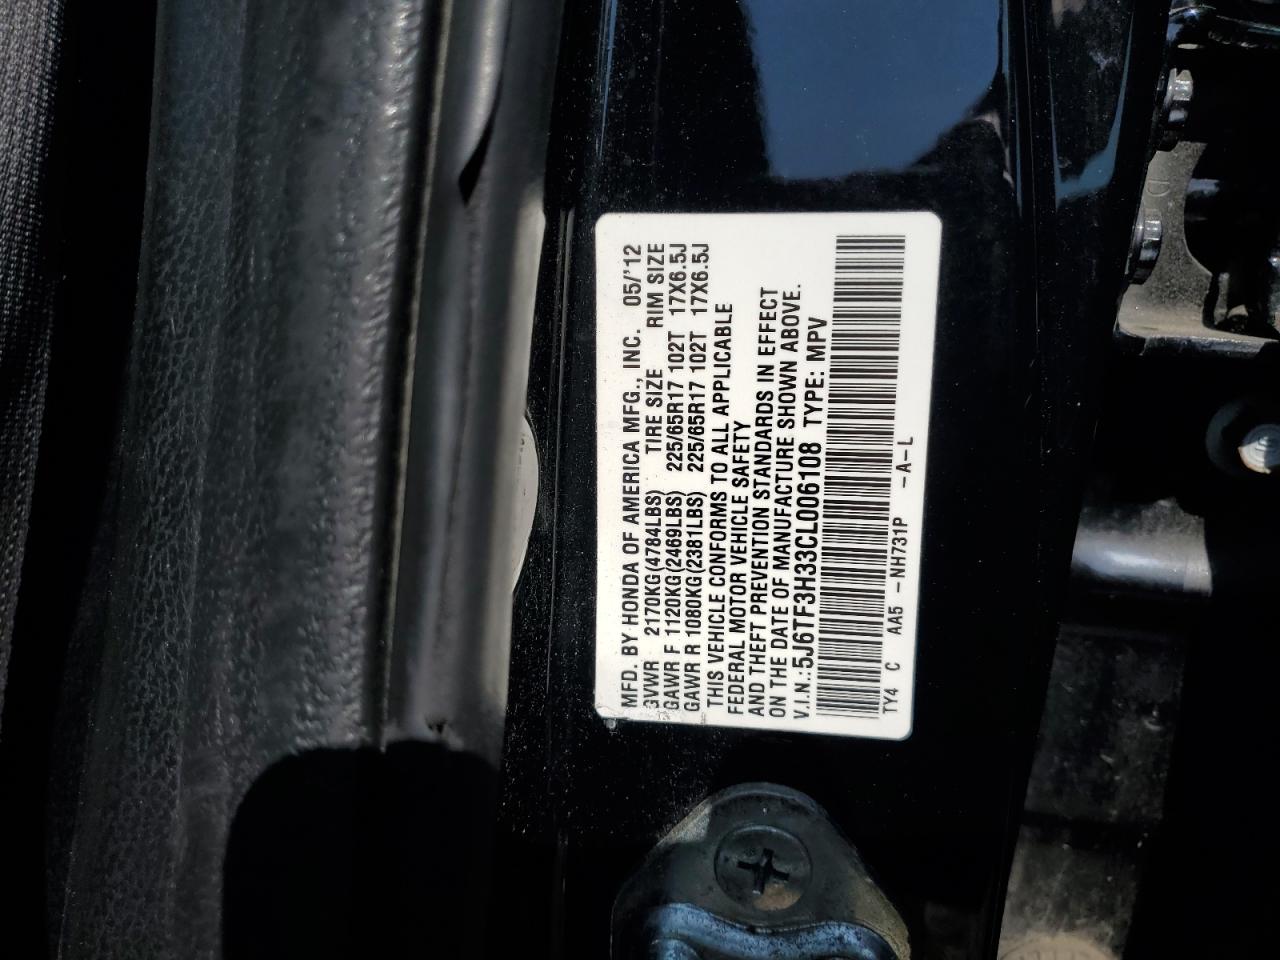 MFD. BY HONDA OF AMERICA MFG., INC. 05/'12
GVWR 2170KG(4784LBS) TIRE SIZE RIM SIZE
GAWR F 1120KG(2469LBS) 225/65R17 102T 17X6.5J
GAWR R 1080KG(2381LBS) 225/65R17 102T 17X6.5J
THIS VEHICLE CONFORMS TO ALL APPLICABLE
FEDERAL MOTOR VEHICLE SAFETY
AND THEFT PREVENTION STANDARDS IN EFFECT
ON THE DATE OF MANUFACTURE SHOWN ABOVE.
V.I.N.:5J6TF3H33CL006108 TYPE: MPV
TY4 C AA5 -NH731P -A-L